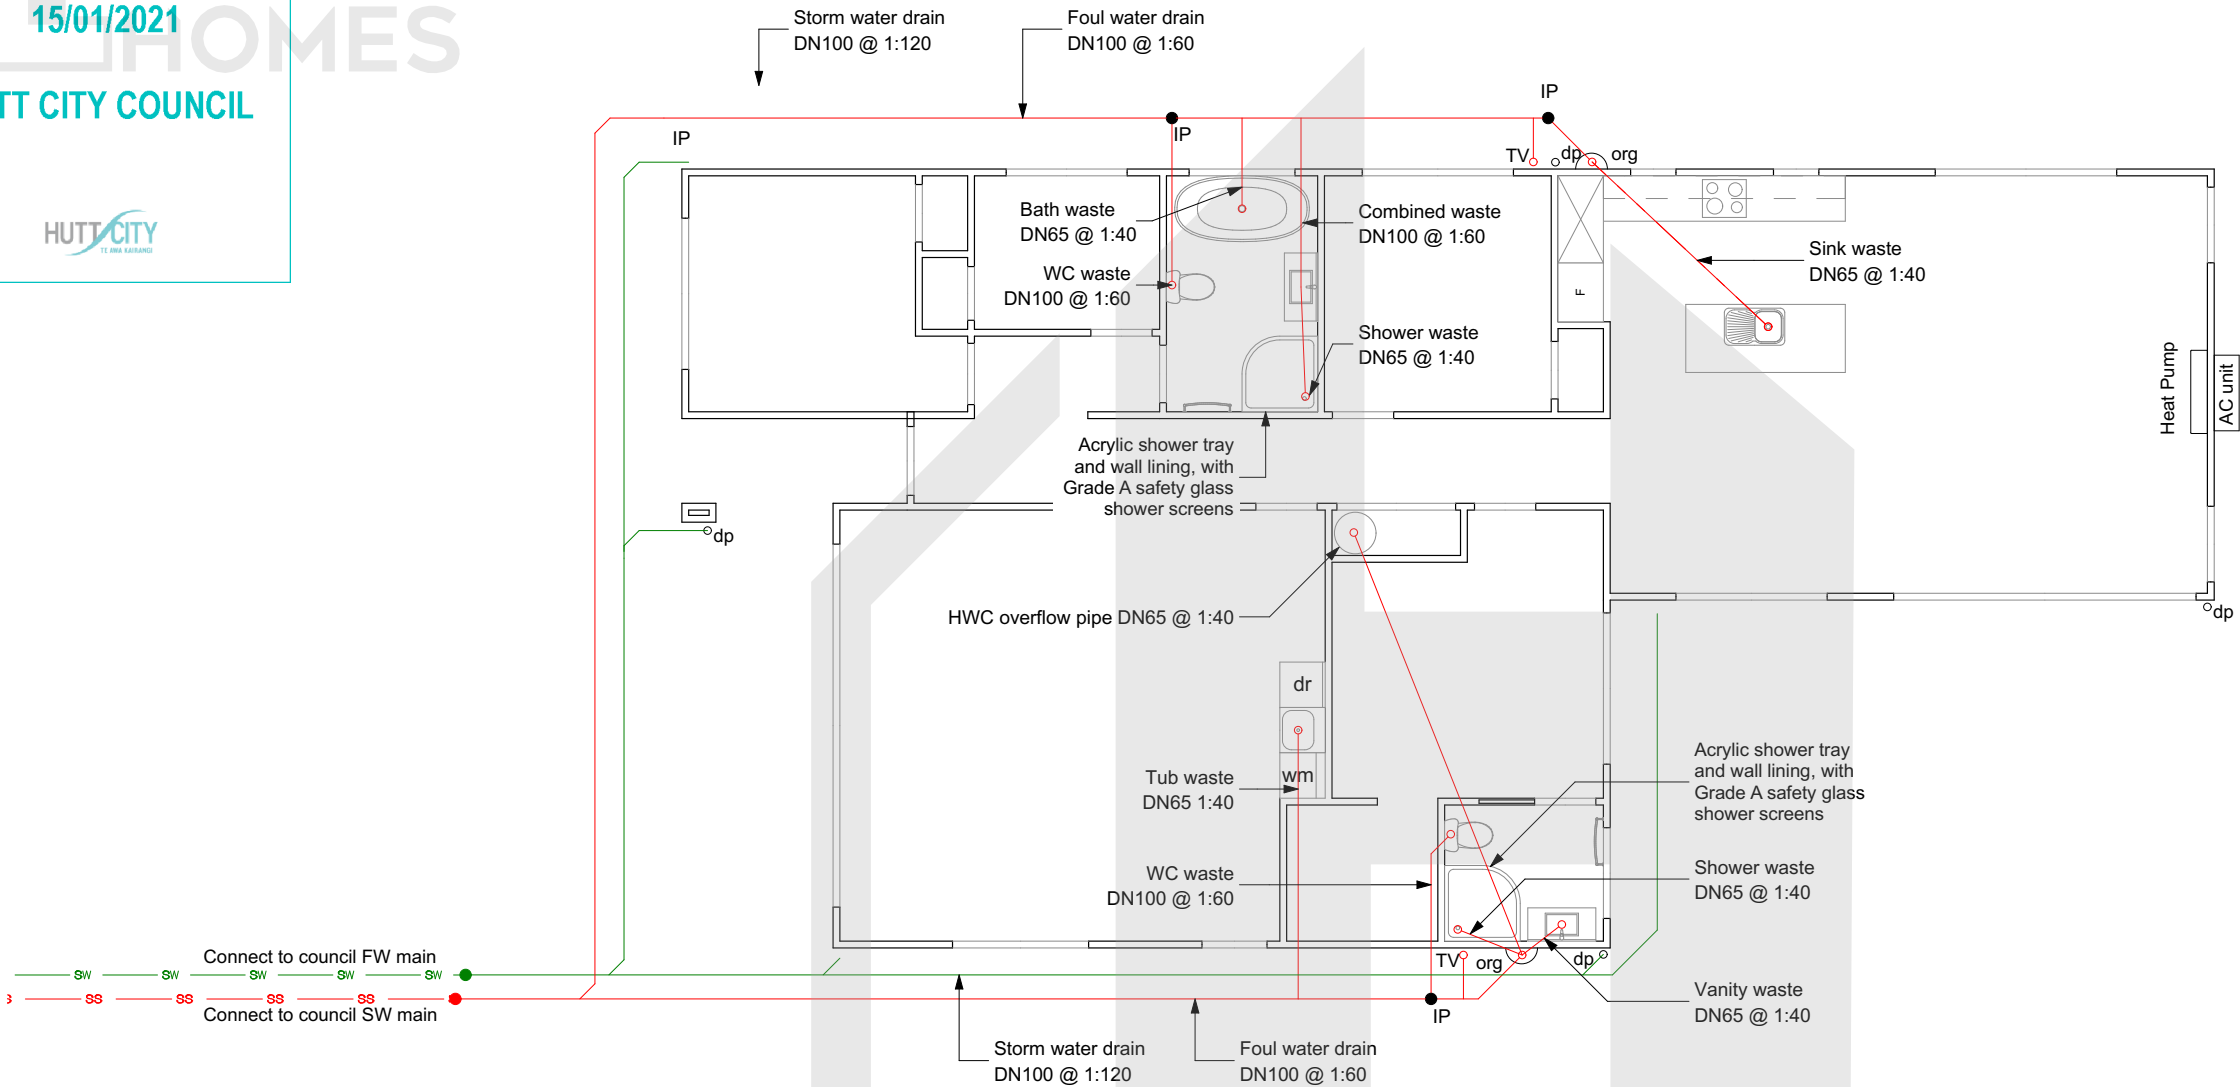 15/01/2021
HOMES
TT CITY COUNCIL
HUTT CITY
TE AWA KAIRANGI
Storm water drain
DN100 @ 1:120
Foul water drain
DN100 @ 1:60
IP
IP
IP
TV
dp
org
Bath waste
DN65 @ 1:40
Combined waste
DN100 @ 1:60
WC waste
DN100 @ 1:60
Sink waste
DN65 @ 1:40
F
Shower waste
DN65 @ 1:40
Heat Pump
AC unit
Acrylic shower tray
and wall lining, with
Grade A safety glass
shower screens
dp
HWC overflow pipe DN65 @ 1:40
dp
dr
wm
Tub waste
DN65 1:40
Acrylic shower tray
and wall lining, with
Grade A safety glass
shower screens
WC waste
DN100 @ 1:60
Shower waste
DN65 @ 1:40
TV
org
dp
Connect to council FW main
SW SW SW SW SW
S SS SS SS SS
Connect to council SW main
IP
Vanity waste
DN65 @ 1:40
Storm water drain
DN100 @ 1:120
Foul water drain
DN100 @ 1:60